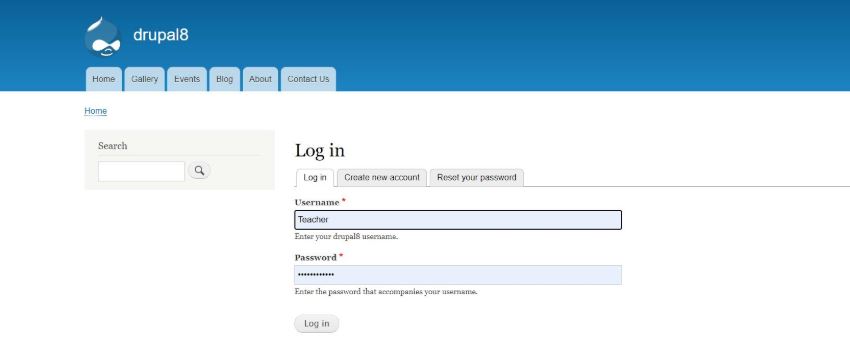 drupal8
Home Gallery Events Blog About Contact Us
Home
Search
Log in
Log in Create new account Reset your password
Username *
Teacher
Enter your drupal8 username.
Password *
••••••••••••
Enter the password that accompanies your username.
Log in